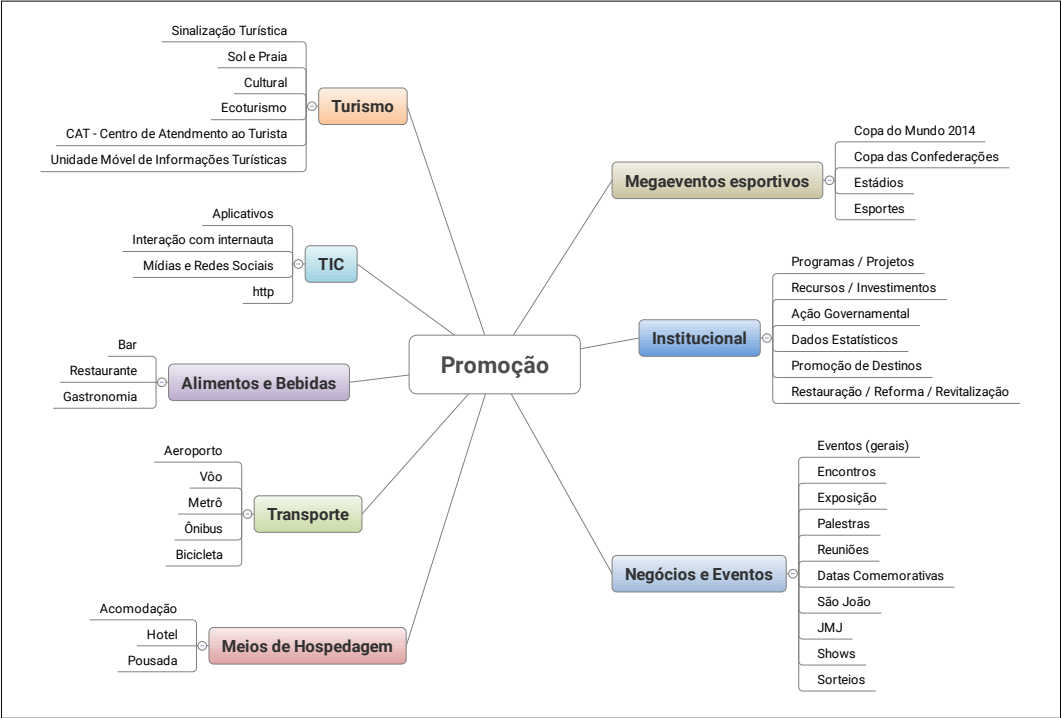 Sinalização Turística
Sol e Praia
Cultural
Ecoturismo
CAT - Centro de Atendmento ao Turista
Unidade Móvel de Informações Turísticas
Turismo
Aplicativos
Interação com internauta
Mídias e Redes Sociais
http
TIC
Bar
Restaurante
Gastronomia
Alimentos e Bebidas
Aeroporto
Vôo
Metrô
Ônibus
Bicicleta
Transporte
Acomodação
Hotel
Pousada
Meios de Hospedagem
Promoção
Megaeventos esportivos
Copa do Mundo 2014
Copa das Confederações
Estádios
Esportes
Institucional
Programas / Projetos
Recursos / Investimentos
Ação Governamental
Dados Estatísticos
Promoção de Destinos
Restauração / Reforma / Revitalização
Negócios e Eventos
Eventos (gerais)
Encontros
Exposição
Palestras
Reuniões
Datas Comemorativas
São João
JMJ
Shows
Sorteios